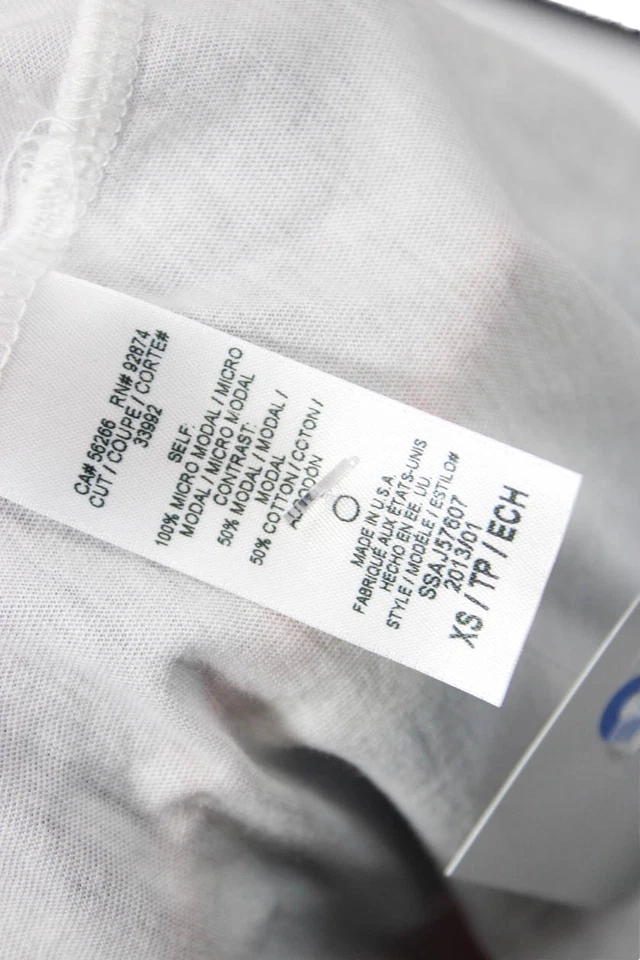 CA# 56266 RN# 92874
CUT / COUPE / CORTE#
33992
SELF:
100% MICRO MODAL / MICRO
MODAL / MICRO MODAL
CONTRAST:
50% MODAL / MODAL /
MODAL
50% COTTON / COTON /
ALGODÓN
MADE IN U.S.A
FABRIQUÉ AUX ÉTATS-UNIS
HECHO EN EE. UU.
STYLE / MODÈLE / ESTILO#
SSAJ57607
2013/01
XS / TP / ECH